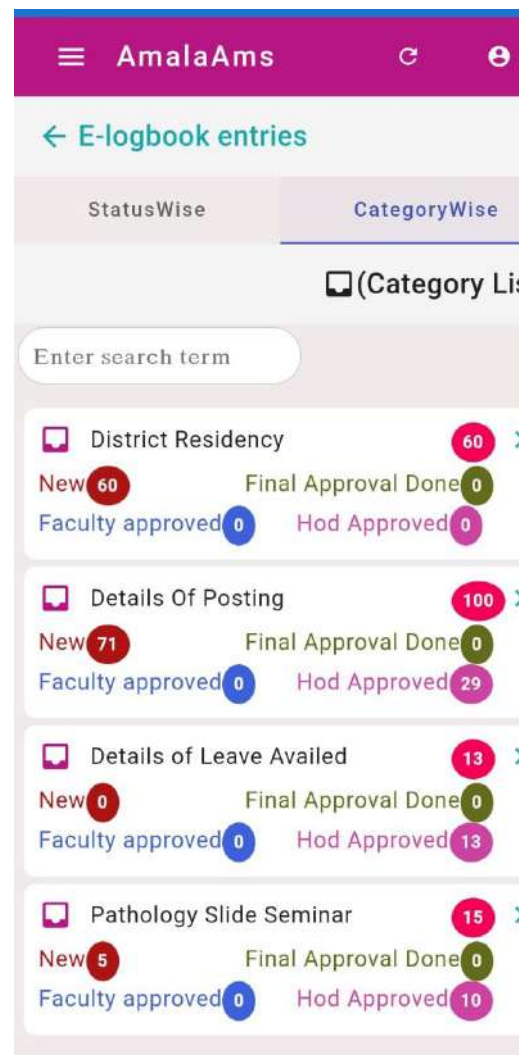 AmalaAms
← E-logbook entries
StatusWise CategoryWise
(Category Lis
Enter search term
District Residency 60
New 60 Final Approval Done 0
Faculty approved 0 Hod Approved 0
Details Of Posting 100
New 71 Final Approval Done 0
Faculty approved 0 Hod Approved 29
Details of Leave Availed 13
New 0 Final Approval Done 0
Faculty approved 0 Hod Approved 13
Pathology Slide Seminar 15
New 5 Final Approval Done 0
Faculty approved 0 Hod Approved 10